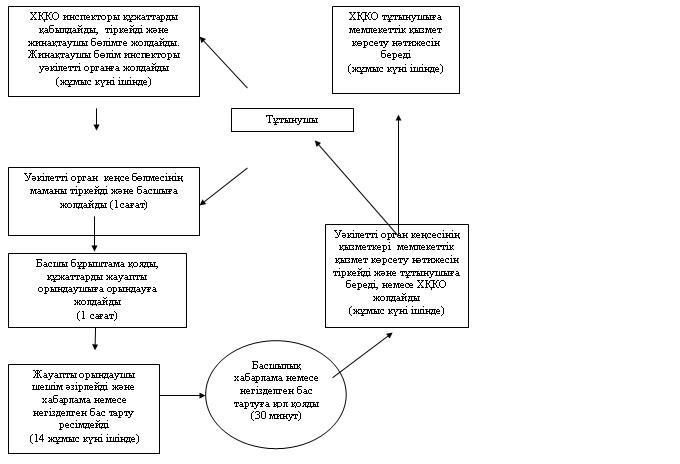 ХҚКО инспекторы құжаттарды
қабылдайды, тіркейді және
жинақтаушы бөлімге жолдайды.
Жинақтаушы бөлім инспекторы
уәкілетті органға жолдайды
(жұмыс күні ішінде)
ХҚКО тұтынушыға
мемлекеттік қызмет
көрсету нәтижесін
береді
(жұмыс күні ішінде)
Тұтынушы
Уәкілетті орган кеңсе бөлмесінің
маманы тіркейді және басшыға
жолдайды (1сағат)
Басшы бұрыштама қояды,
құжаттарды жауапты
орындаушыға орындауға
жолдайды
(1 сағат)
Уәкілетті орган кеңсесінің
қызметкері мемлекеттік
қызмет көрсету нәтижесін
тіркейді және тұтынушыға
береді, немесе ХҚКО
жолдайды
(жұмыс күні ішінде)
Жауапты орындаушы
шешім әзірлейді және
хабарлама немесе
негізделген бас тарту
ресімдейді
(14 жұмыс күні ішінде)
Басшылық
хабарлама немесе
негізделген бас
тартуға қол қояды
(30 минут)